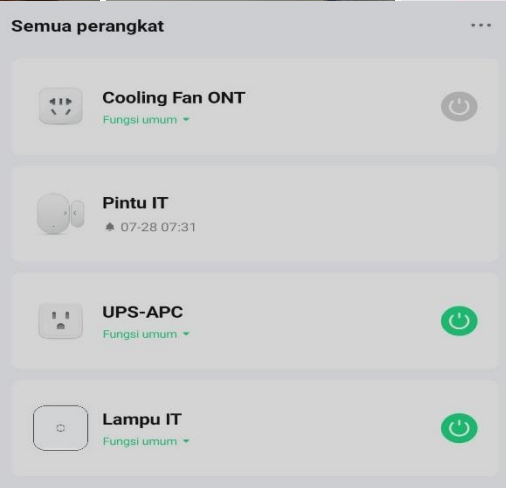 Semua perangkat
Cooling Fan ONT
Fungsi umum
Pintu IT
07-28 07:31
UPS-APC
Fungsi umum
Lampu IT
Fungsi umum